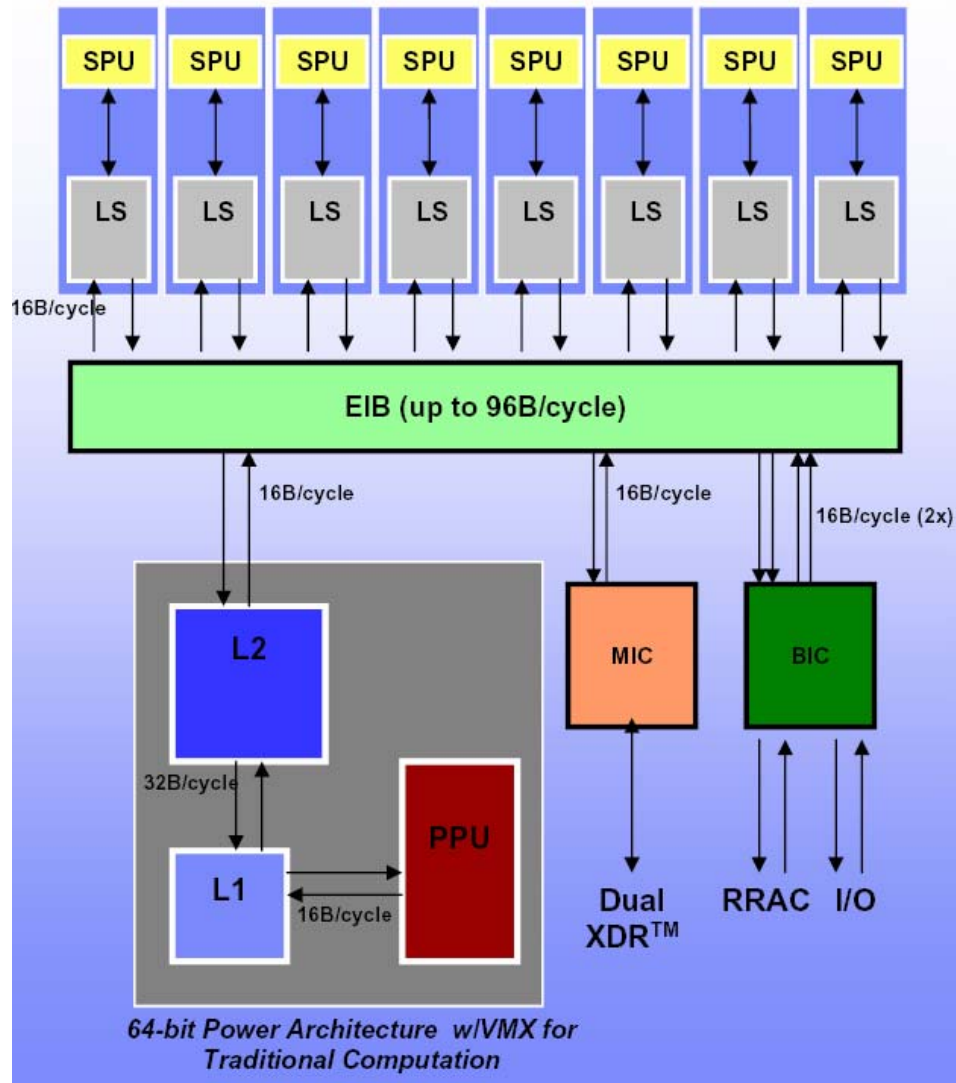 SPU SPU SPU SPU SPU SPU SPU SPU
LS LS LS LS LS LS LS LS
16B/cycle
EIB (up to 96B/cycle)
16B/cycle
16B/cycle
16B/cycle (2x)
L2
MIC
BIC
32B/cycle
PPU
L1
16B/cycle
Dual
XDR™
RRAC
I/O
64-bit Power Architecture w/VMX for
Traditional Computation